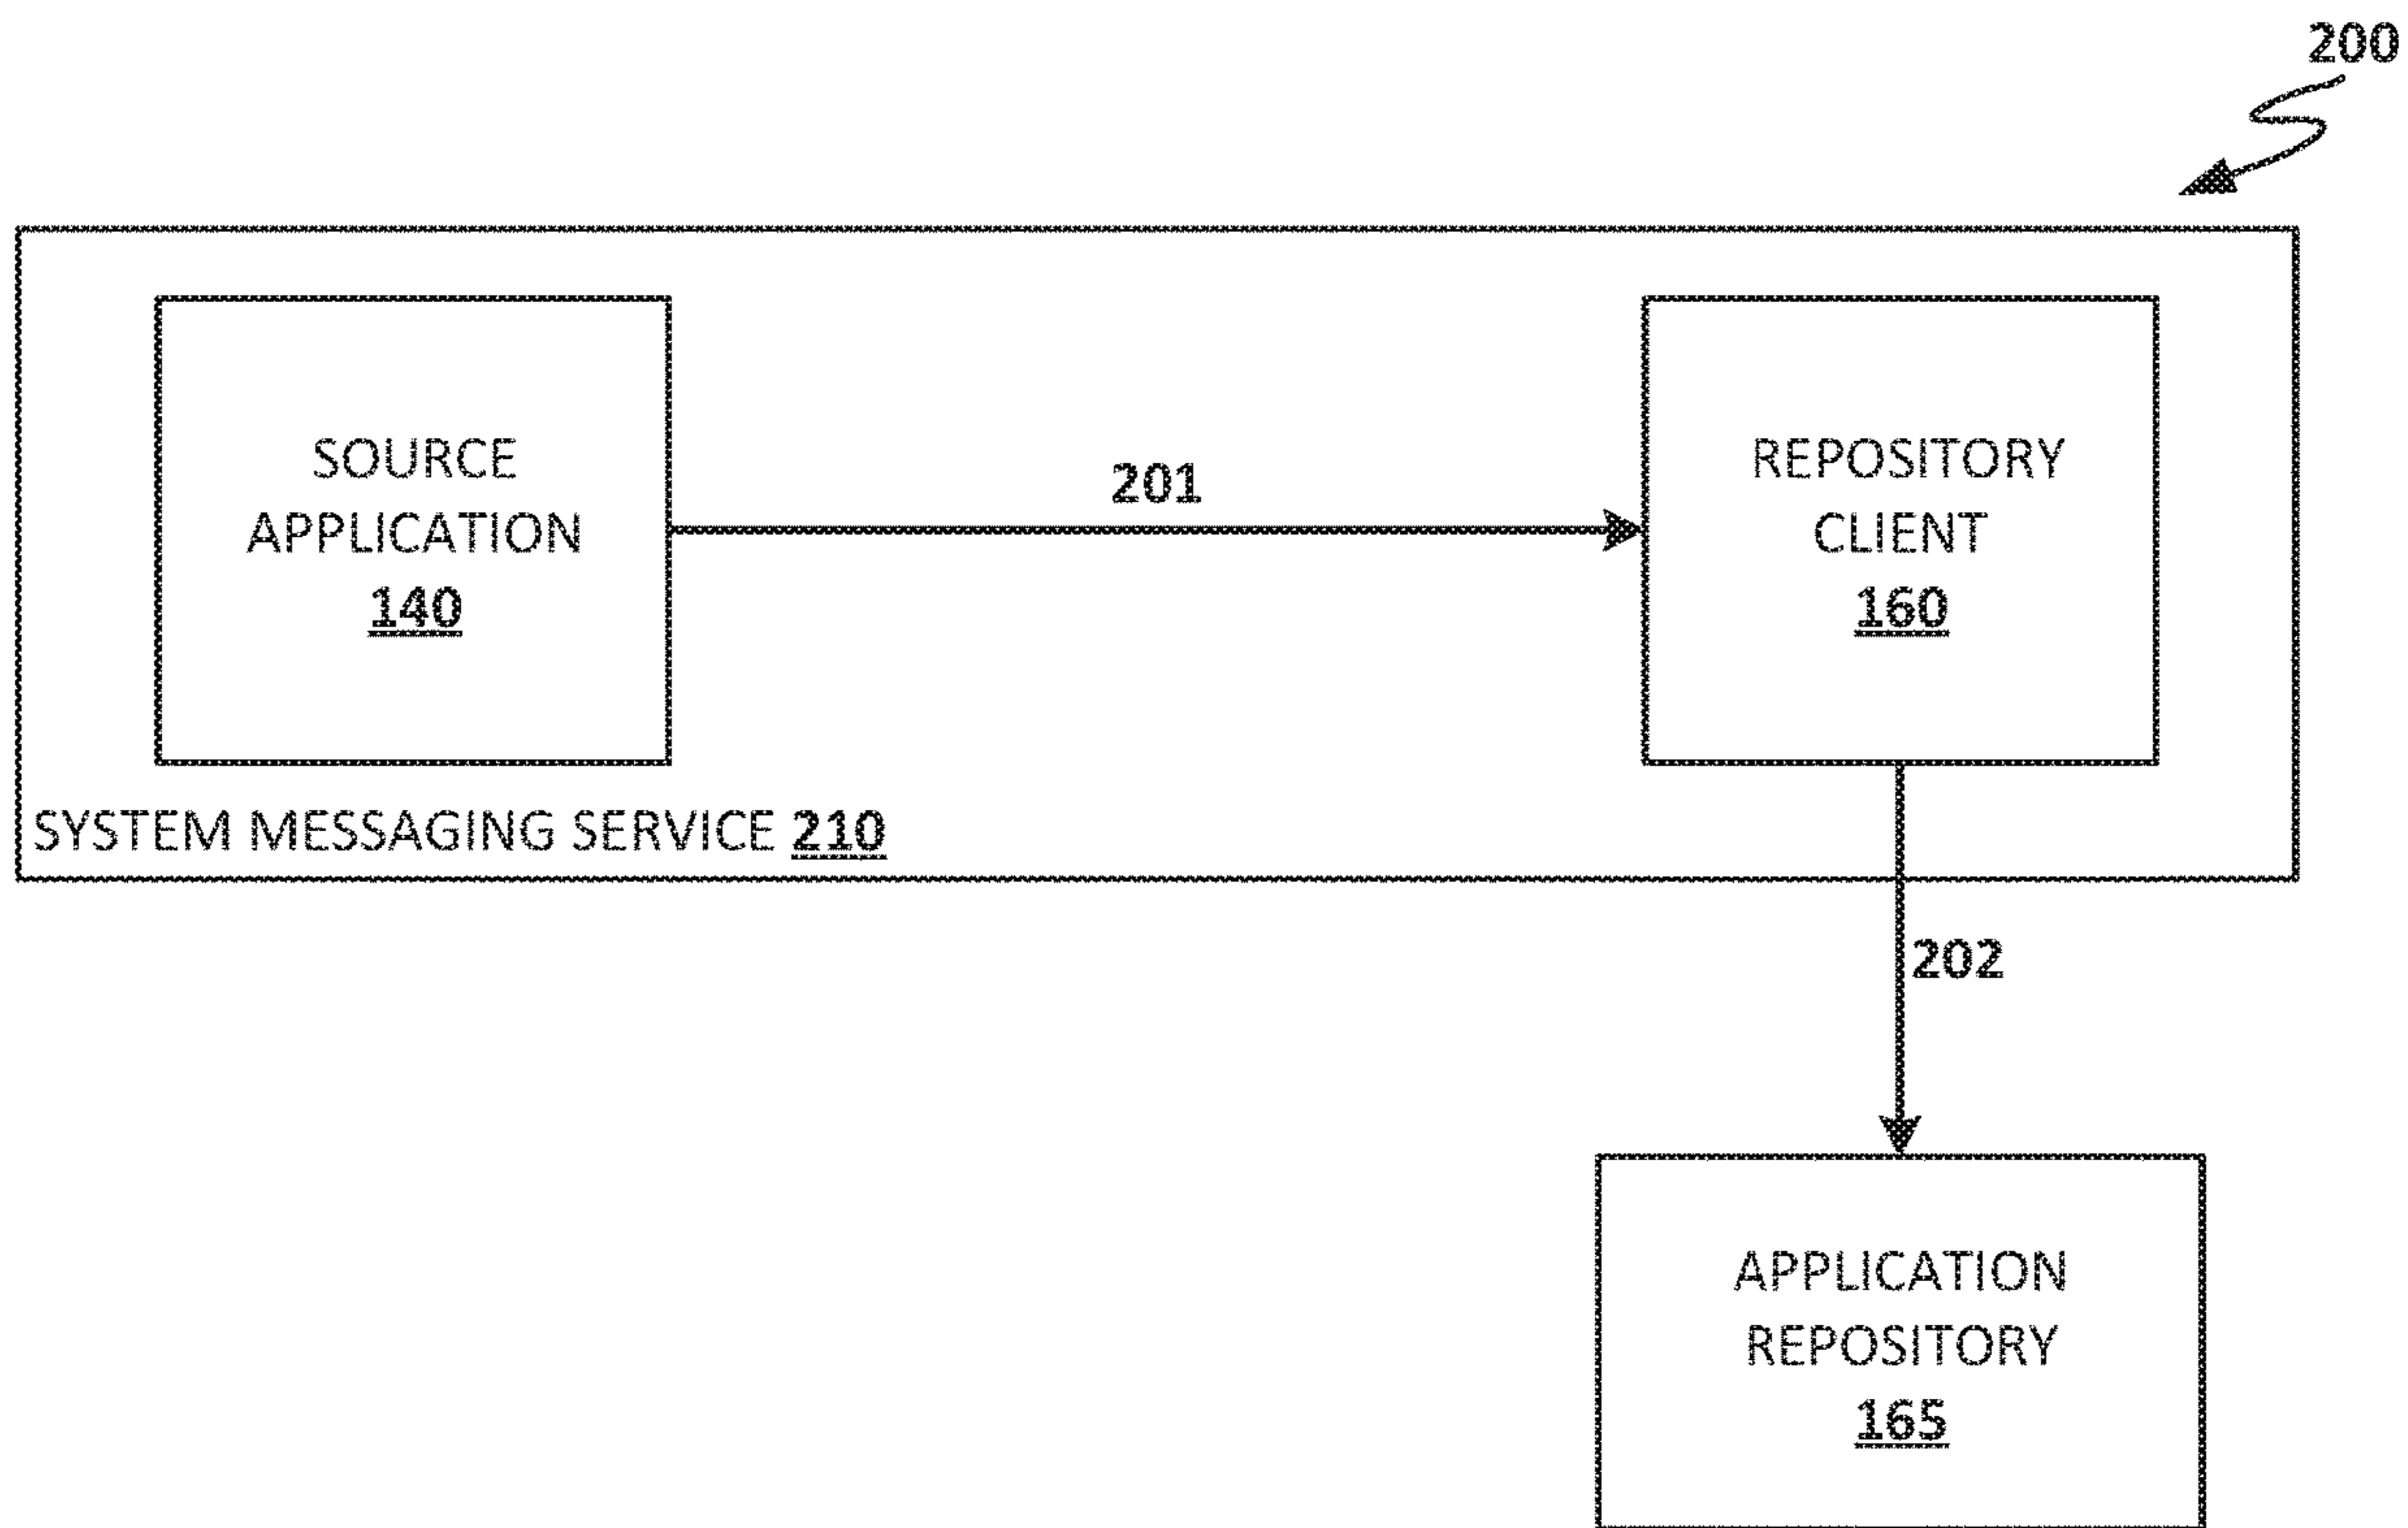 200
SOURCE
APPLICATION
140
201
REPOSITORY
CLIENT
160
SYSTEM MESSAGING SERVICE 210
202
APPLICATION
REPOSITORY
165